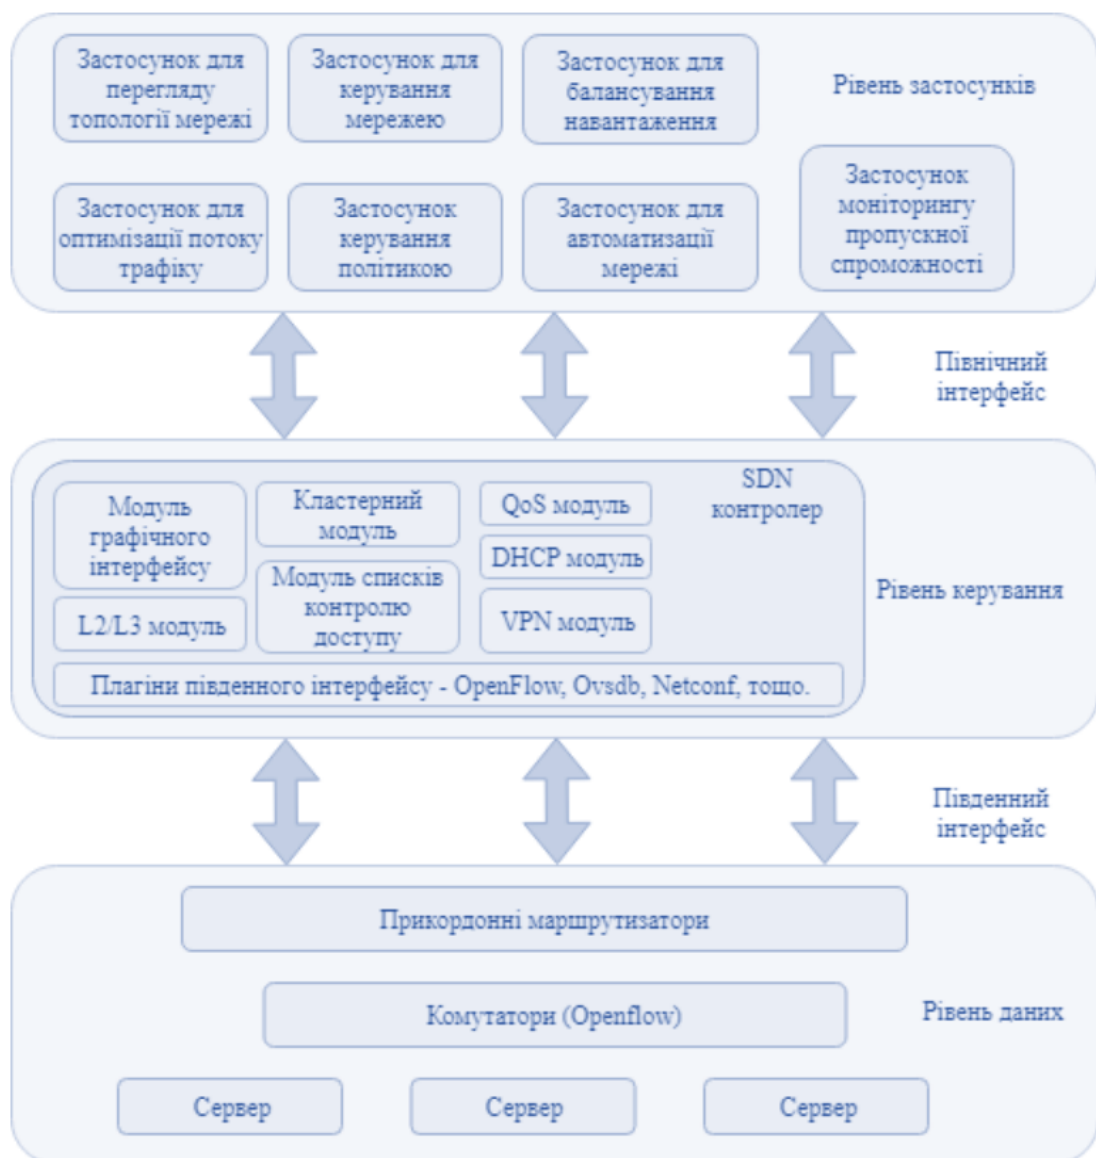 Застосунок для
перегляду
топології мережі
Застосунок для
керування
мережею
Застосунок для
балансування
навантаження
Рівень застосунків
Застосунок для
оптимізації потоку
трафіку
Застосунок
керування
політикою
Застосунок для
автоматизації
мережі
Застосунок
моніторингу
пропускної
спроможності
Північний
інтерфейс
SDN
контролер
Модуль
графічного
інтерфейсу
Кластерний
модуль
QoS модуль
DHCP модуль
L2/L3 модуль
Модуль списків
контролю
доступу
VPN модуль
Рівень керування
Плагіни південного інтерфейсу - OpenFlow, Ovsdb, Netconf, тощо.
Південний
інтерфейс
Прикордонні маршрутизатори
Комутатори (Openflow)
Рівень даних
Сервер
Сервер
Сервер